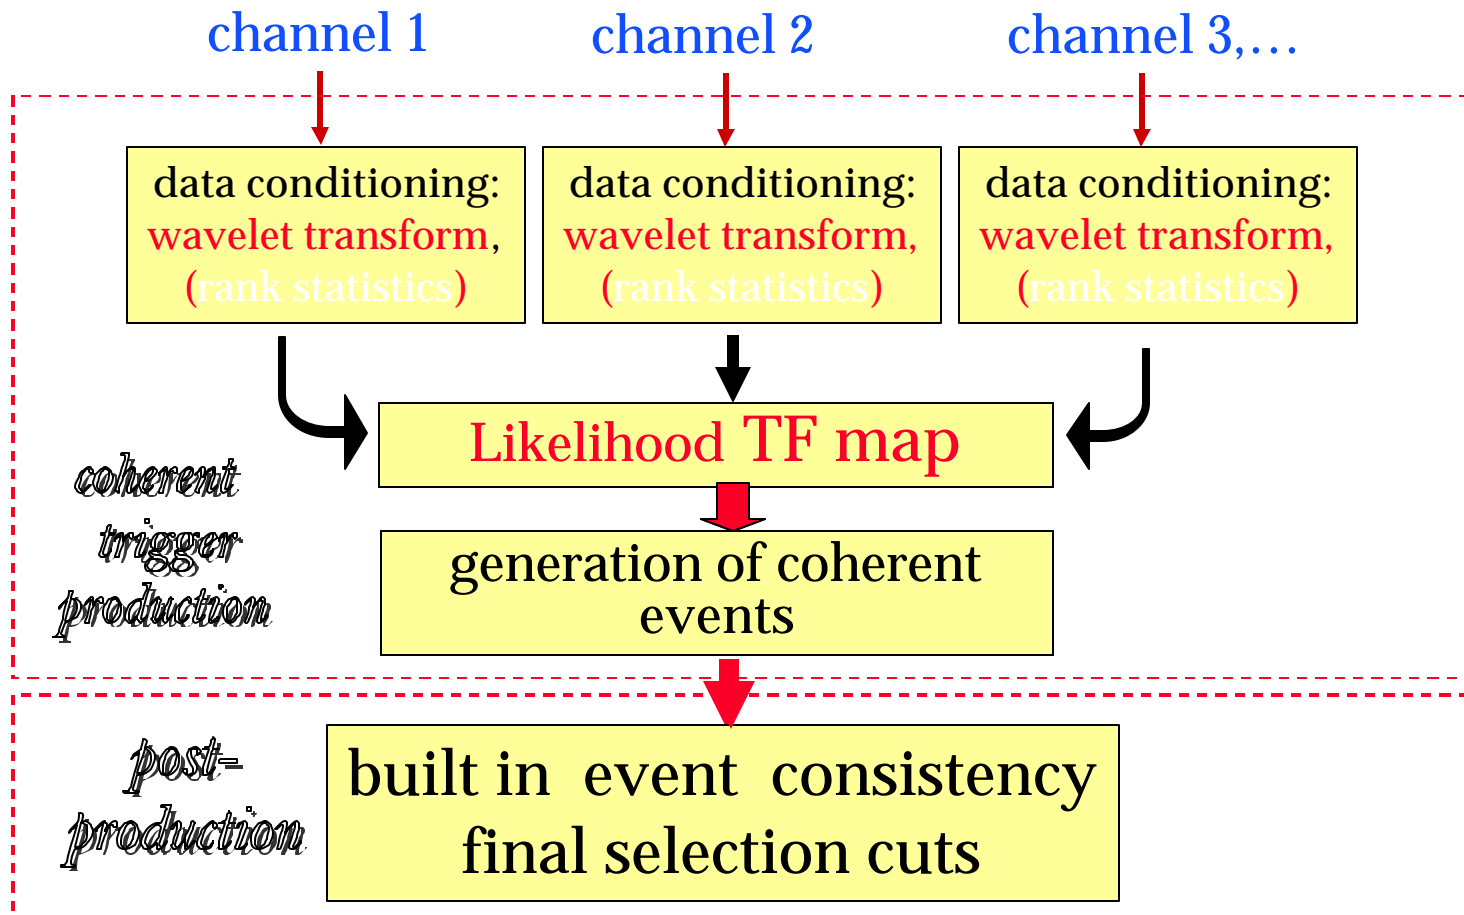 channel 1
channel 2
channel 3,...
data conditioning:
wavelet transform,
(rank statistics)
data conditioning:
wavelet transform,
(rank statistics)
data conditioning:
wavelet transform,
(rank statistics)
Likelihood TF map
coherent
trigger
production
generation of coherent
events
post-
production
built in event consistency
final selection cuts